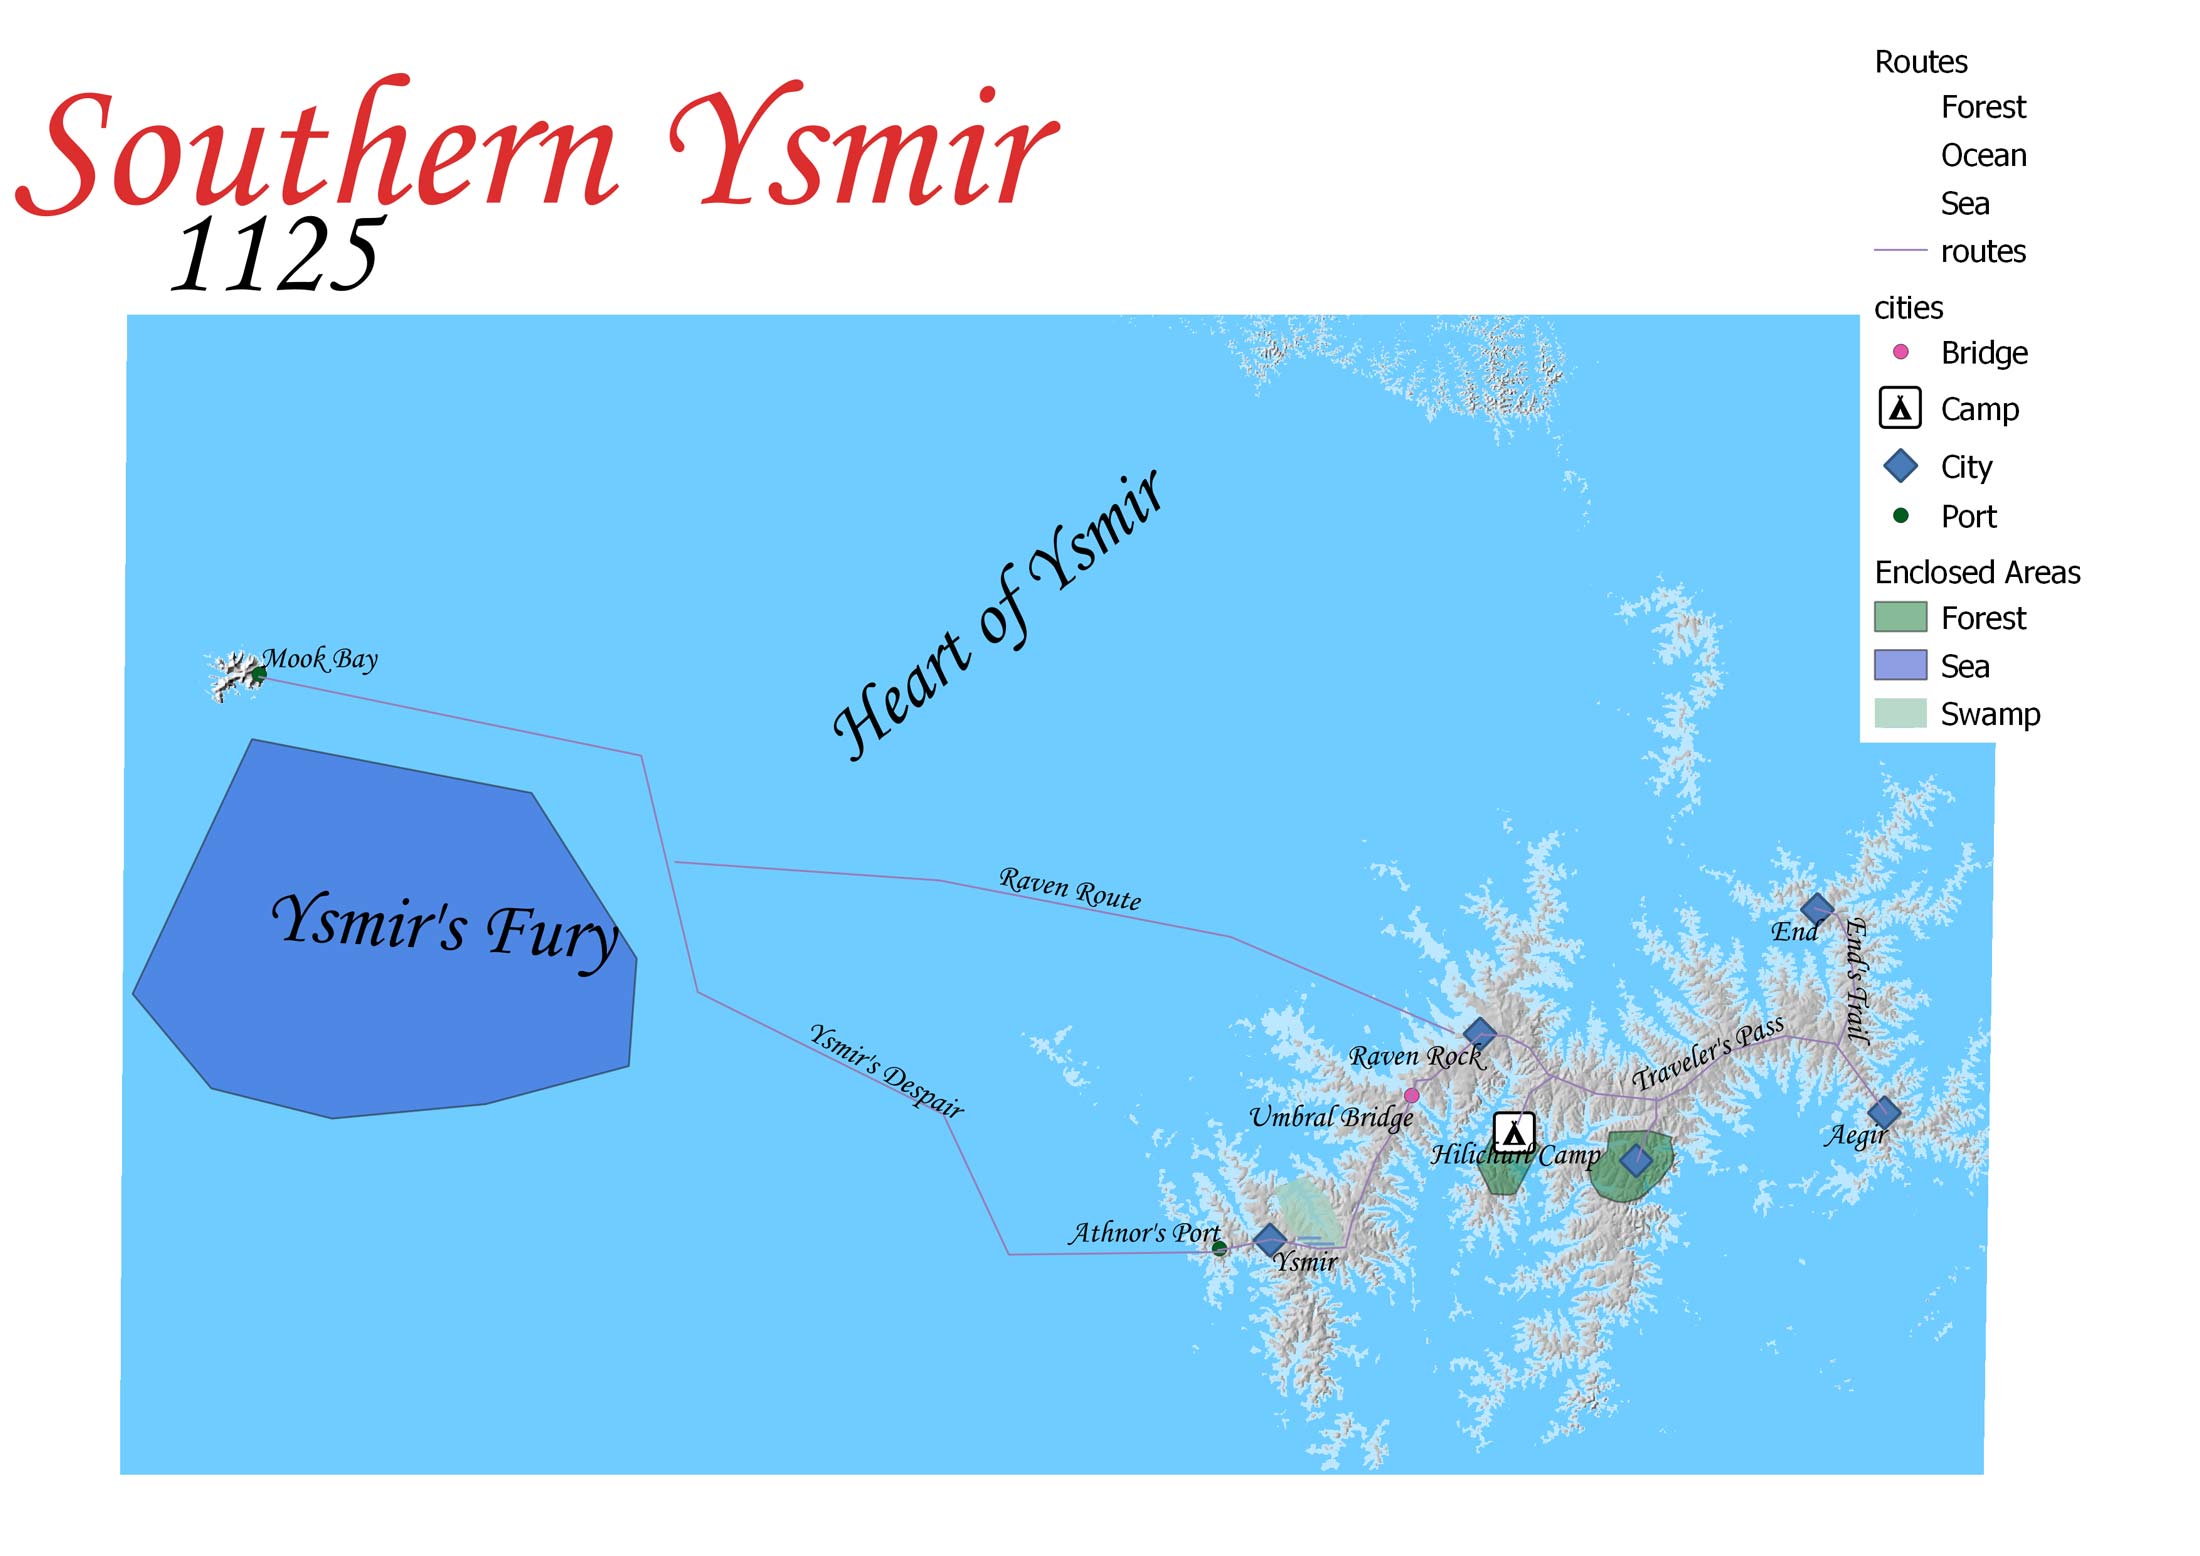 Southern Ysmir
1125
Routes
Forest
Ocean
Sea
routes
cities
Bridge
Camp
City
Port
Enclosed Areas
Forest
Sea
Swamp
Heart of Ysmir
Mook Bay
Ysmir's Fury
Raven Route
Ysmir's Despair
End
End's Trail
Traveler's Pass
Raven Rock
Umbral Bridge
Hilichurl Camp
Aegir
Athnor's Port
Ysmir